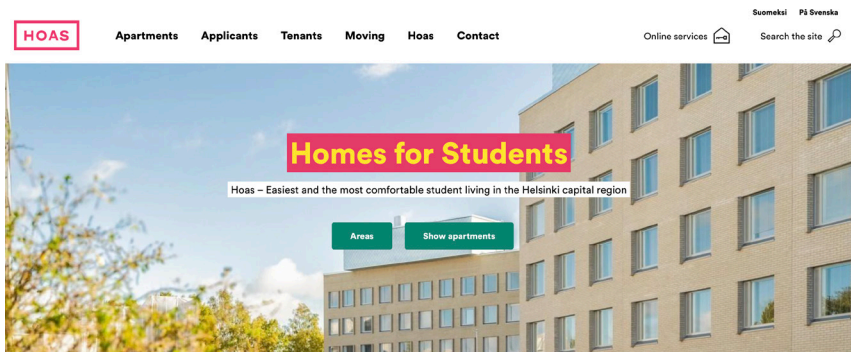 Suomeksi På Svenska
HOAS Apartments Applicants Tenants Moving Hoas Contact Online services Search the site
Homes for Students
Hoas – Easiest and the most comfortable student living in the Helsinki capital region
Areas Show apartments